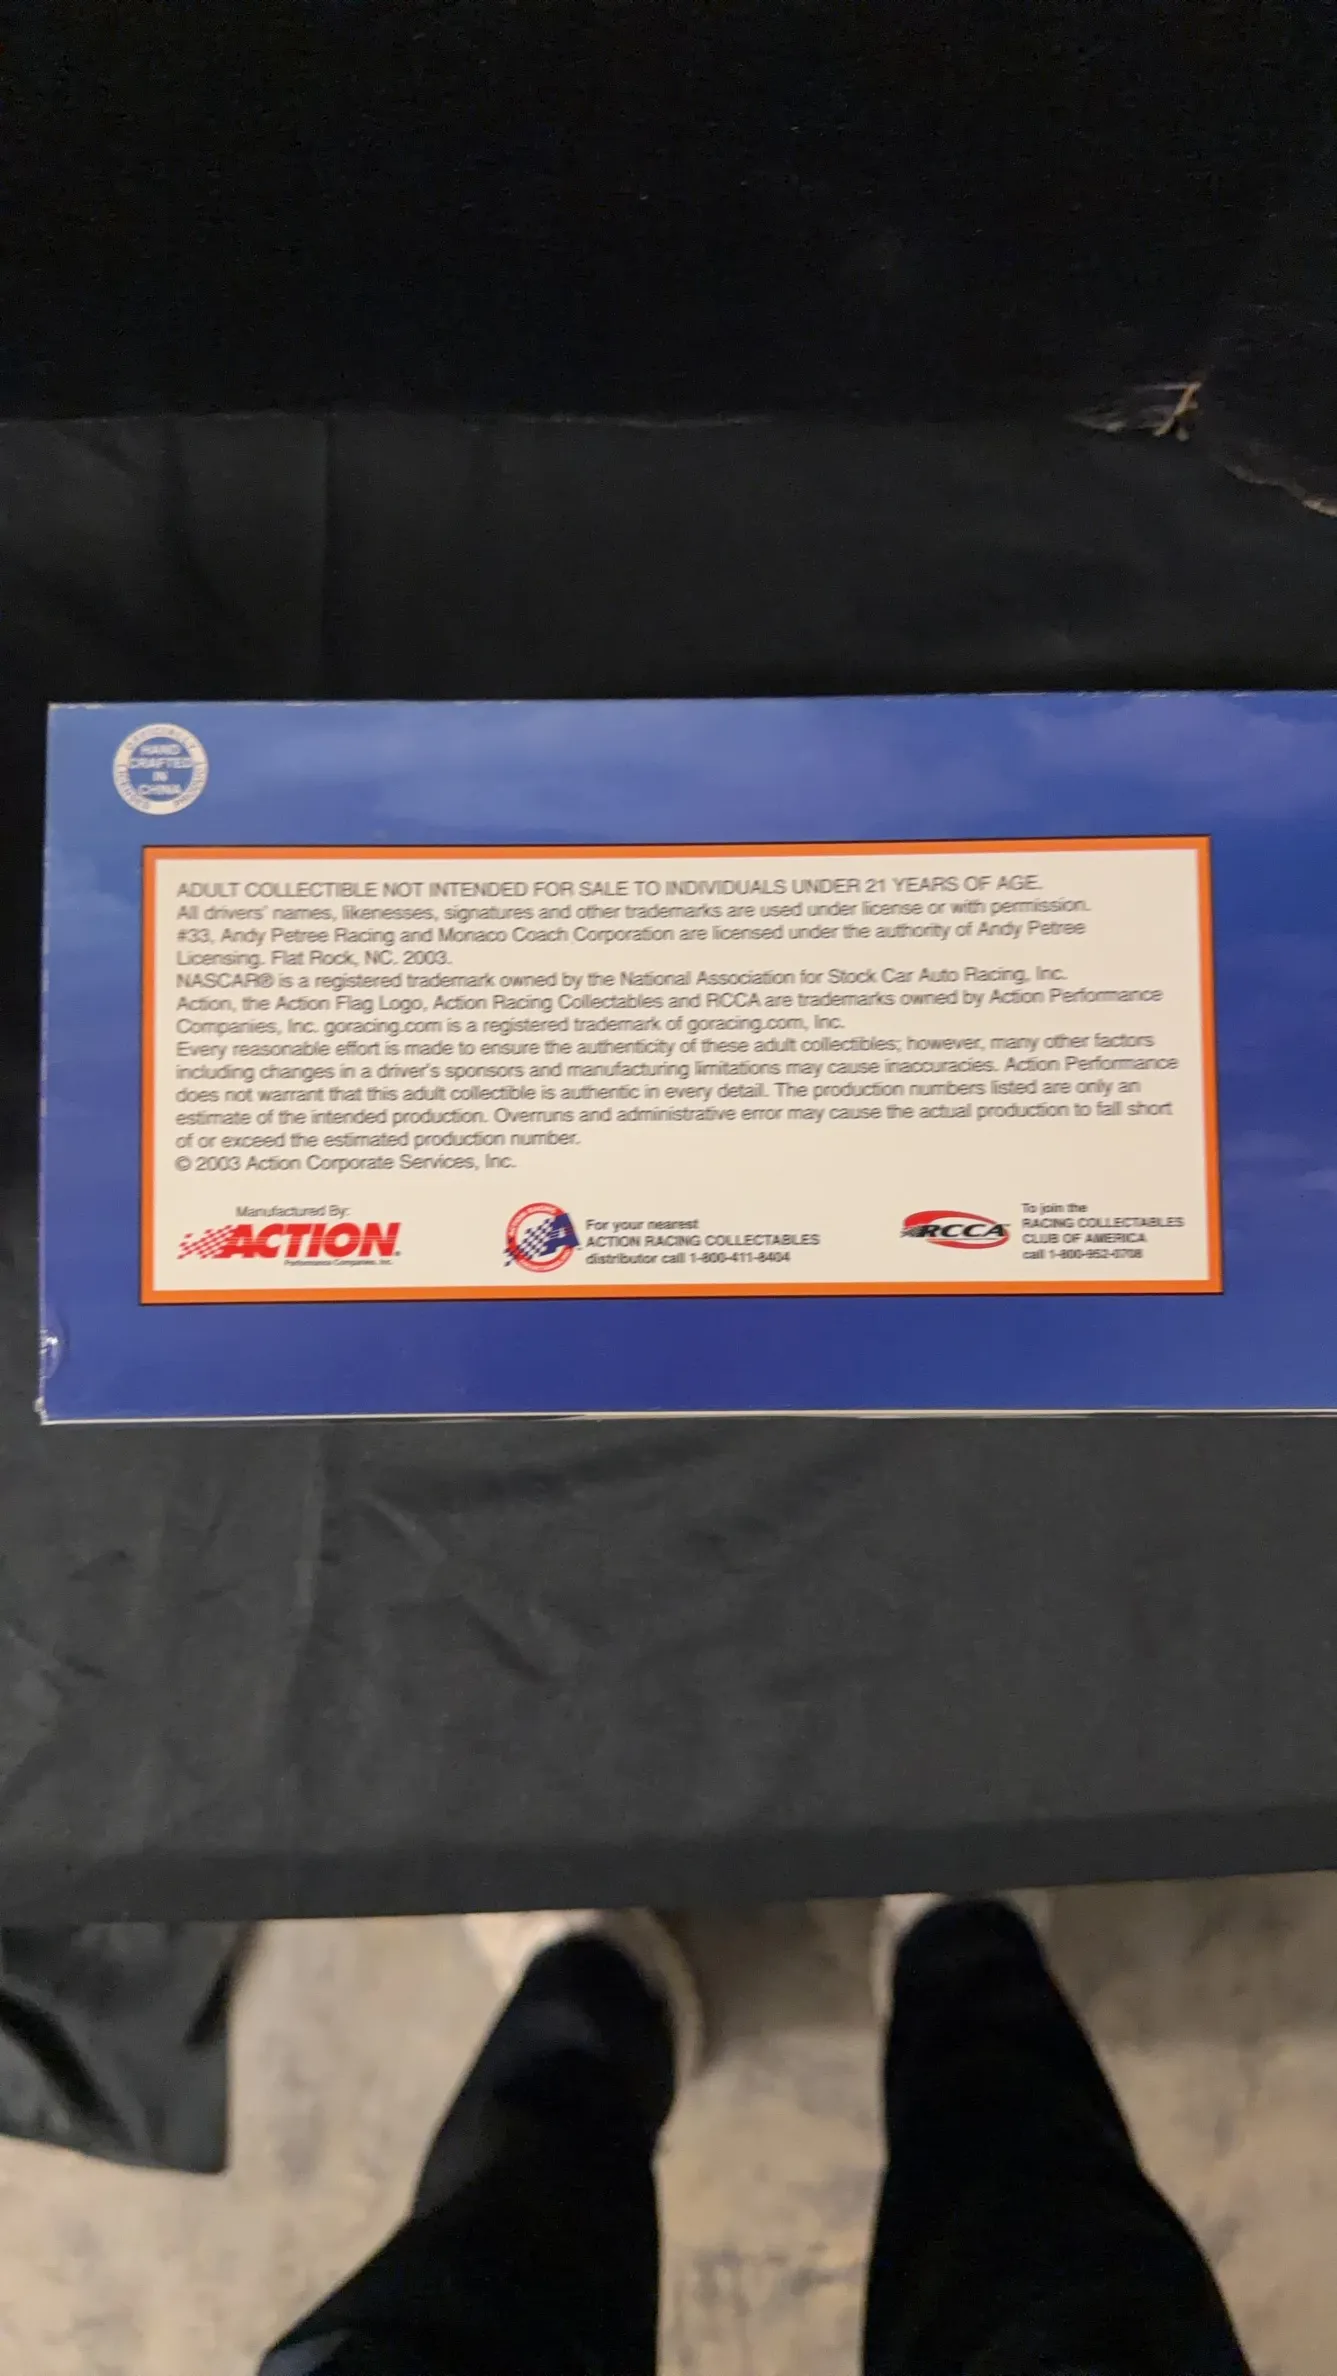 OFFICIALLY LICENSED PRODUCT
HAND
CRAFTED
IN
CHINA
ADULT COLLECTIBLE NOT INTENDED FOR SALE TO INDIVIDUALS UNDER 21 YEARS OF AGE.
All drivers' names, likenesses, signatures and other trademarks are used under license or with permission.
#33, Andy Petree Racing and Monaco Coach Corporation are licensed under the authority of Andy Petree
Licensing. Flat Rock, NC. 2003.
NASCAR® is a registered trademark owned by the National Association for Stock Car Auto Racing, Inc.
Action, the Action Flag Logo, Action Racing Collectables and RCCA are trademarks owned by Action Performance
Companies, Inc. goracing.com is a registered trademark of goracing.com, Inc.
Every reasonable effort is made to ensure the authenticity of these adult collectibles; however, many other factors
including changes in a driver's sponsors and manufacturing limitations may cause inaccuracies. Action Performance
does not warrant that this adult collectible is authentic in every detail. The production numbers listed are only an
estimate of the intended production. Overruns and administrative error may cause the actual production to fall short
of or exceed the estimated production number.
© 2003 Action Corporate Services, Inc.
Manufactured By:
ACTION
Performance Companies, Inc.
For your nearest
ACTION RACING COLLECTABLES
distributor call 1-800-411-8404
RCCA
To join the
RACING COLLECTABLES
CLUB OF AMERICA
call 1-800-952-0708